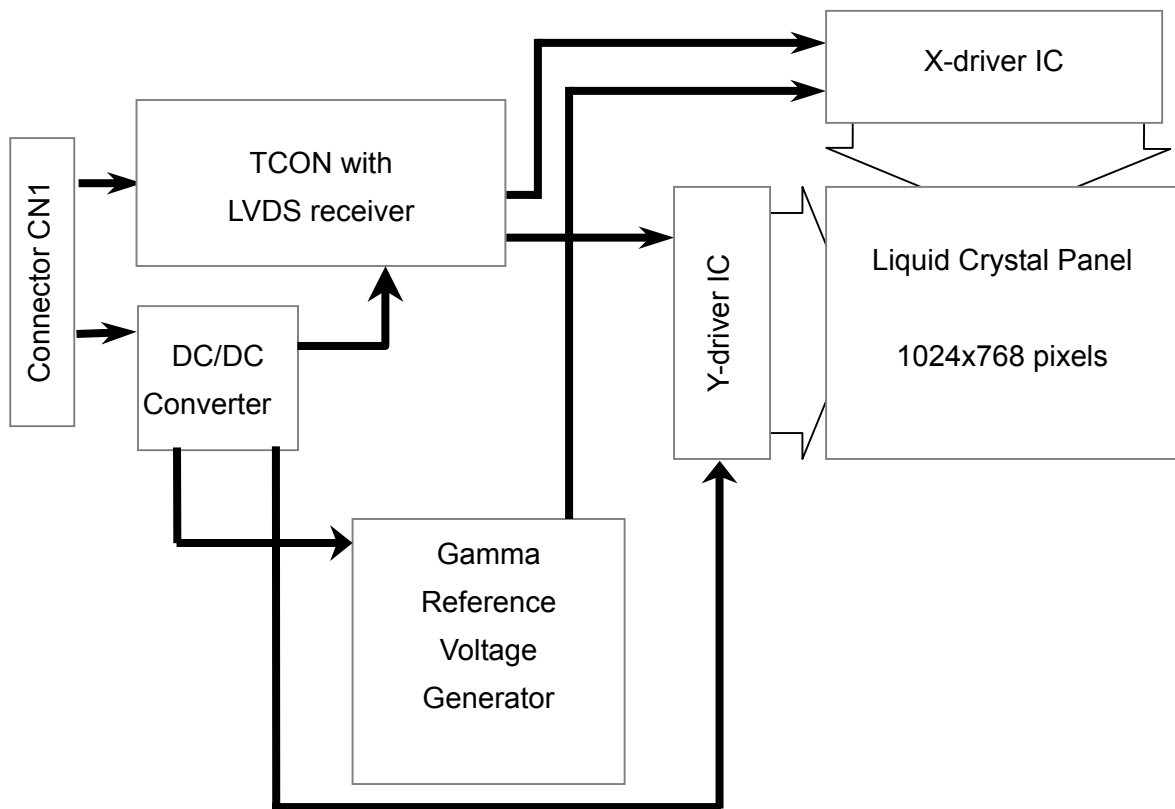 X-driver IC
TCON with
LVDS receiver
Connector CN1
Liquid Crystal Panel
1024x768 pixels
Y-driver IC
DC/DC
Converter
Gamma
Reference
Voltage
Generator